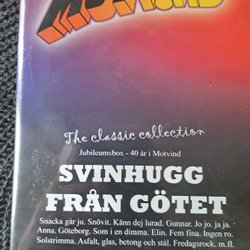 MOTVIND
The classic collection
Jubileumsbox - 40 år i Motvind
SVINHUGG
FRÅN GÖTET
Snacka går ju. Snövit. Känn dej lurad. Gunnar. Jo jo, ja ja.
Anna. Göteborg. Som i en dimma. Elin. Fem fina. Ingen ro.
Solstrimma. Asfalt, glas, betong och stål. Fredagsrock. m.fl.